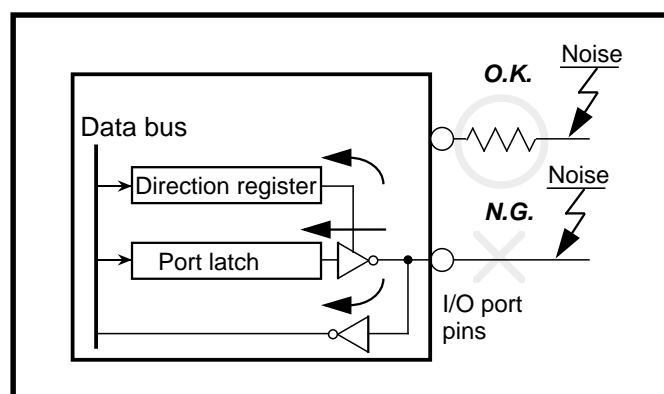 Noise
O.K.
Data bus
Direction register
Noise
N.G.
Port latch
I/O port
pins